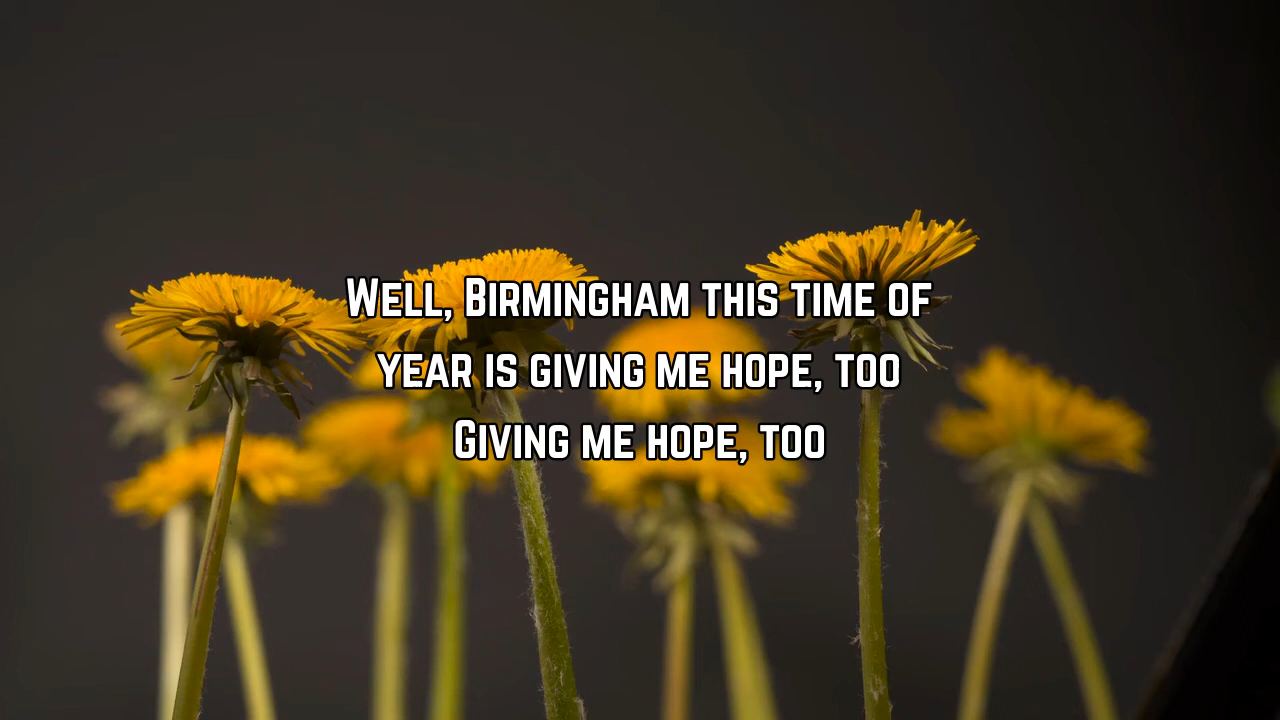 Well, Birmingham this time of
year is giving me hope, too
Giving me hope, too